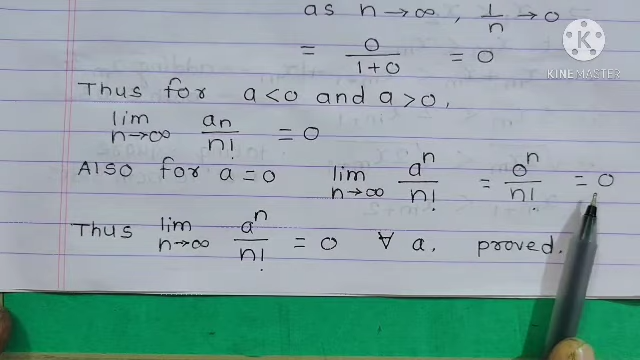 as n→∞, 1/n → 0
= 0/(1+0) = 0
KINEMASTER
Thus for a<0 and a>0,
lim n→∞ an/n! = 0
Also for a=0 lim n→∞ a^n/n! = 0^n/n! = 0
Thus lim n→∞ a^n/n! = 0 ∀ a, proved.